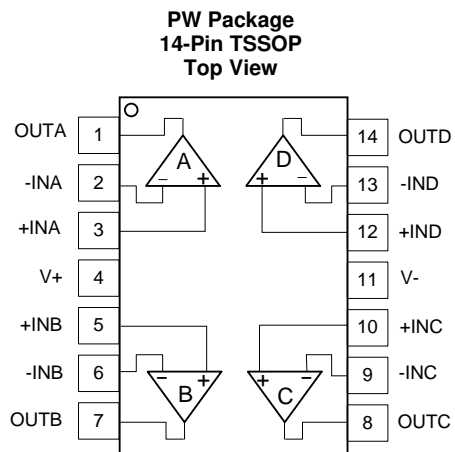 PW Package
14-Pin TSSOP
Top View
OUTA 1 14 OUTD
A D
-INA 2 − + + − 13 -IND
+INA 3 12 +IND
V+ 4 11 V-
+INB 5 10 +INC
-INB 6 − + + − 9 -INC
B C
OUTB 7 8 OUTC